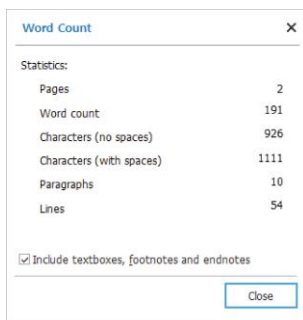 Word Count
Statistics:
Pages 2
Word count 191
Characters (no spaces) 926
Characters (with spaces) 1111
Paragraphs 10
Lines 54
Include textboxes, footnotes and endnotes
Close